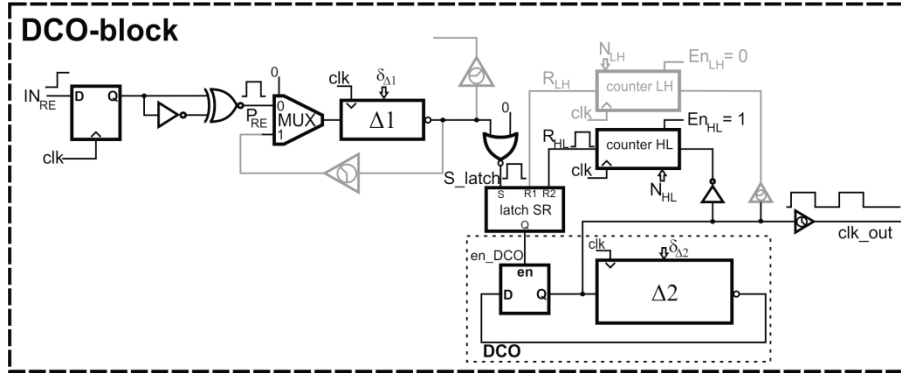 DCO-block
IN_RE
D Q
clk
P_RE
0
0
MUX
1
clk
δ_Δ1
Δ1
0
S_latch
S R1 R2
latch SR
Q
R_LH
N_LH
counter LH
clk
En_LH = 0
R_HL
counter HL
clk
N_HL
En_HL = 1
clk_out
en_DCO
en
D Q
clk
δ_Δ2
Δ2
DCO